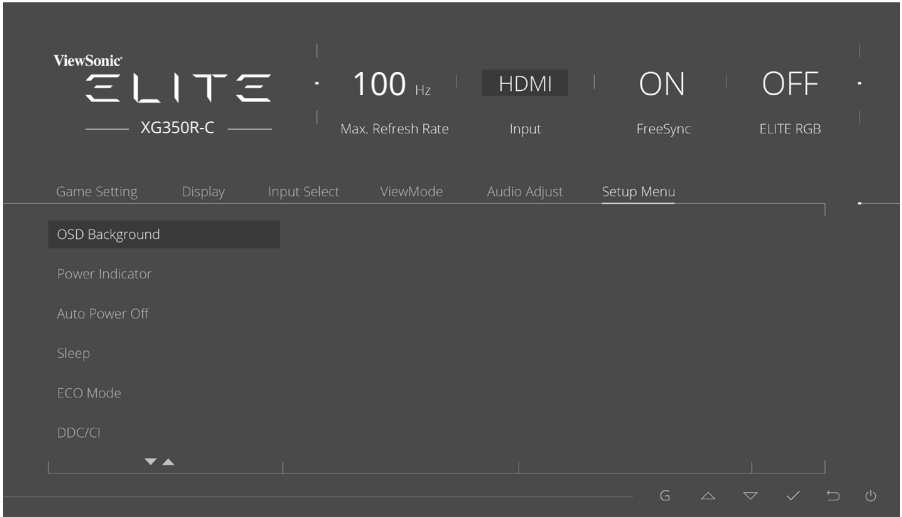 ViewSonic
ELITE
XG350R-C
100 Hz HDMI ON OFF
Max. Refresh Rate Input FreeSync ELITE RGB
Game Setting Display Input Select ViewMode Audio Adjust Setup Menu
OSD Background
Power Indicator
Auto Power Off
Sleep
ECO Mode
DDC/CI
G